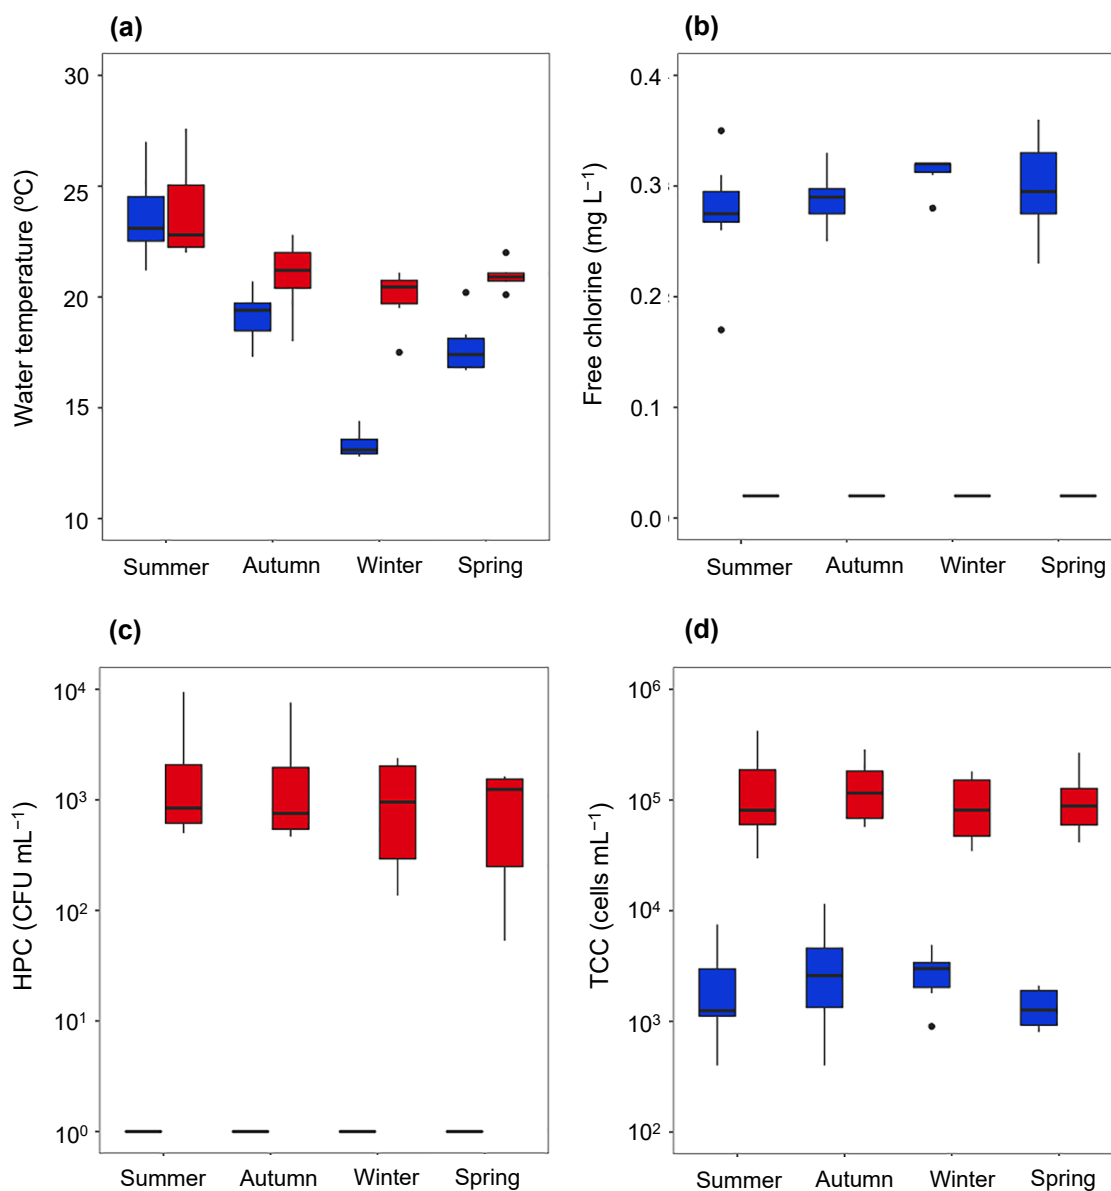 (a)
Water temperature (ºC)
30
25
20
15
10
Summer Autumn Winter Spring
(b)
Free chlorine (mg L⁻¹)
0.4
0.3
0.2
0.1
0.0
Summer Autumn Winter Spring
(c)
HPC (CFU mL⁻¹)
10⁴
10³
10²
10¹
10⁰
Summer Autumn Winter Spring
(d)
TCC (cells mL⁻¹)
10⁶
10⁵
10⁴
10³
10²
Summer Autumn Winter Spring